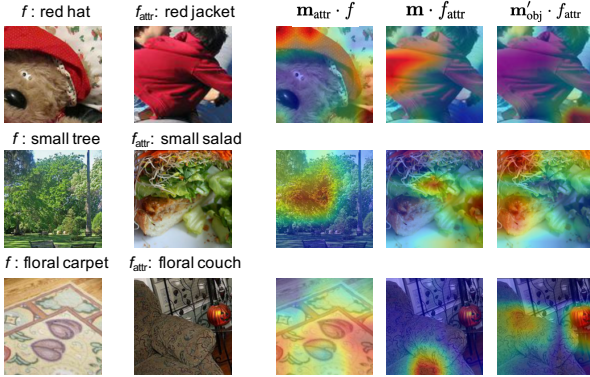 f : red hat f_attr: red jacket m_attr · f m · f_attr m′_obj · f_attr
f : small tree f_attr: small salad
f : floral carpet f_attr: floral couch